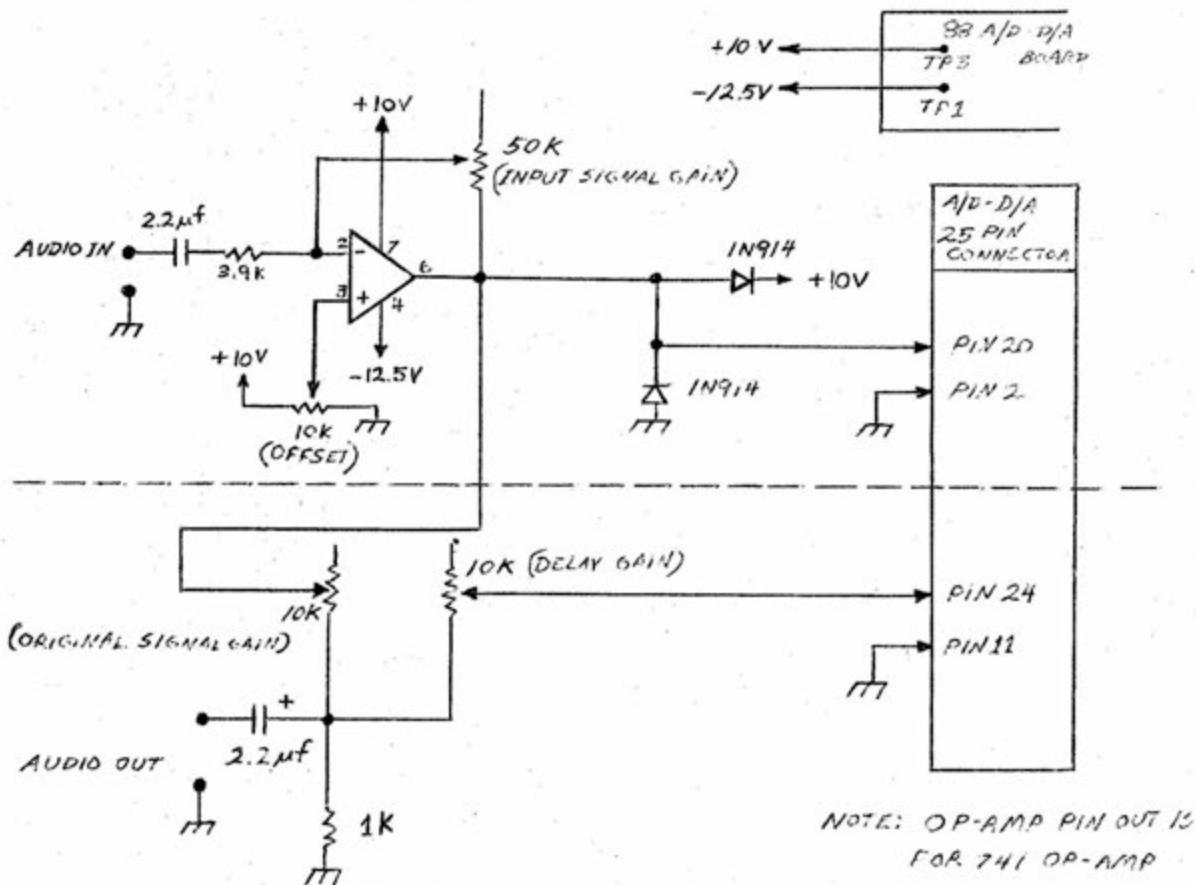 88 A/D-D/A
BOARD
+10V
TP3
-12.5V
TP1
+10V
50K
(INPUT SIGNAL GAIN)
A/D-D/A
25 PIN
CONNECTOR
2.2µf
AUDIO IN
3.9K
2
-
7
6
3
+
4
1N914
+10V
+10V
-12.5V
PIN 20
1N914
PIN 2
10K
(OFFSET)
10K (DELAY GAIN)
10K
PIN 24
(ORIGINAL SIGNAL GAIN)
PIN 11
+
2.2µf
AUDIO OUT
1K
NOTE: OP-AMP PIN OUT IS
FOR 741 OP-AMP